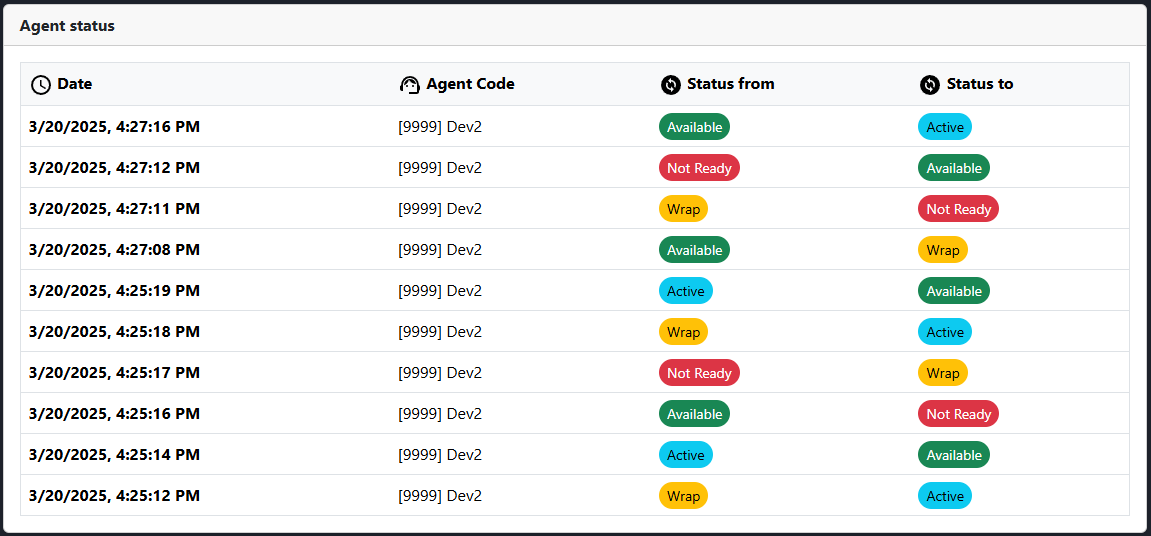 Agent status
Date Agent Code Status from Status to
3/20/2025, 4:27:16 PM [9999] Dev2 Available Active
3/20/2025, 4:27:12 PM [9999] Dev2 Not Ready Available
3/20/2025, 4:27:11 PM [9999] Dev2 Wrap Not Ready
3/20/2025, 4:27:08 PM [9999] Dev2 Available Wrap
3/20/2025, 4:25:19 PM [9999] Dev2 Active Available
3/20/2025, 4:25:18 PM [9999] Dev2 Wrap Active
3/20/2025, 4:25:17 PM [9999] Dev2 Not Ready Wrap
3/20/2025, 4:25:16 PM [9999] Dev2 Available Not Ready
3/20/2025, 4:25:14 PM [9999] Dev2 Active Available
3/20/2025, 4:25:12 PM [9999] Dev2 Wrap Active